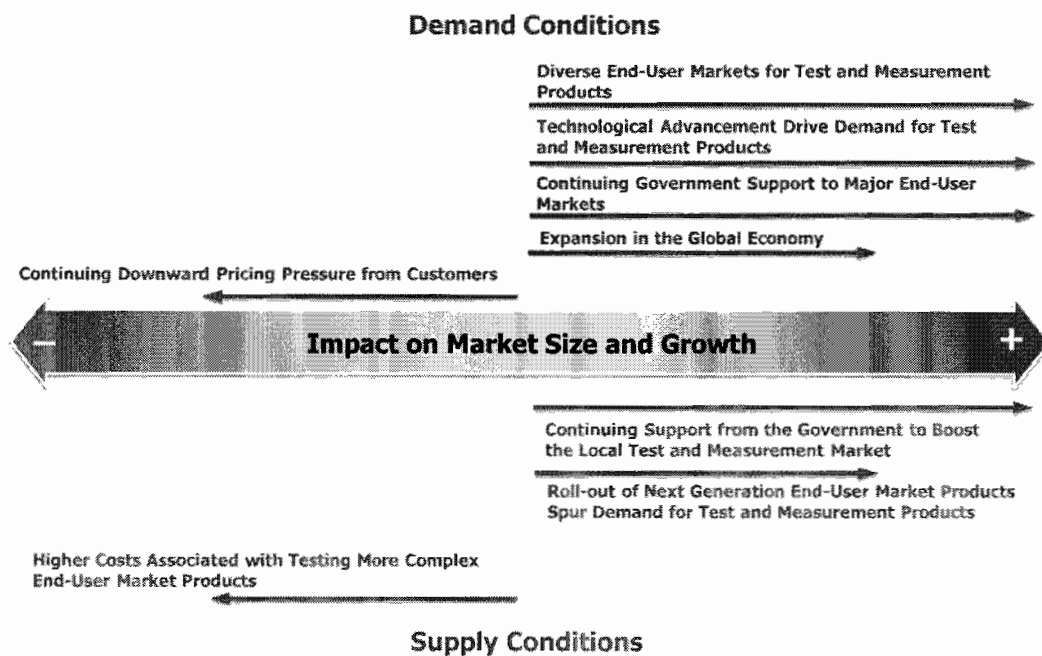 Demand Conditions
Diverse End-User Markets for Test and Measurement
Products
Technological Advancement Drive Demand for Test
and Measurement Products
Continuing Government Support to Major End-User
Markets
Expansion in the Global Economy
Continuing Downward Pricing Pressure from Customers
− Impact on Market Size and Growth +
Continuing Support from the Government to Boost
the Local Test and Measurement Market
Roll-out of Next Generation End-User Market Products
Spur Demand for Test and Measurement Products
Higher Costs Associated with Testing More Complex
End-User Market Products
Supply Conditions